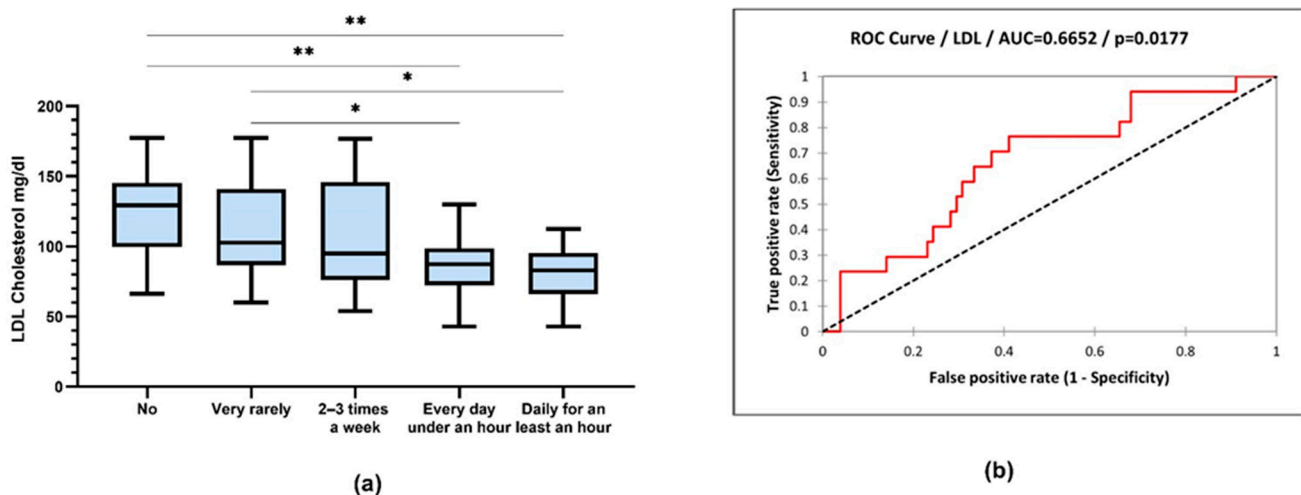 **
**
*
*
LDL Cholesterol mg/dl
200
150
100
50
0
No
Very rarely
2–3 times
a week
Every day
under an hour
Daily for an
least an hour
(a)
ROC Curve / LDL / AUC=0.6652 / p=0.0177
True positive rate (Sensitivity)
1
0.9
0.8
0.7
0.6
0.5
0.4
0.3
0.2
0.1
0
0
0.2
0.4
0.6
0.8
1
False positive rate (1 - Specificity)
(b)